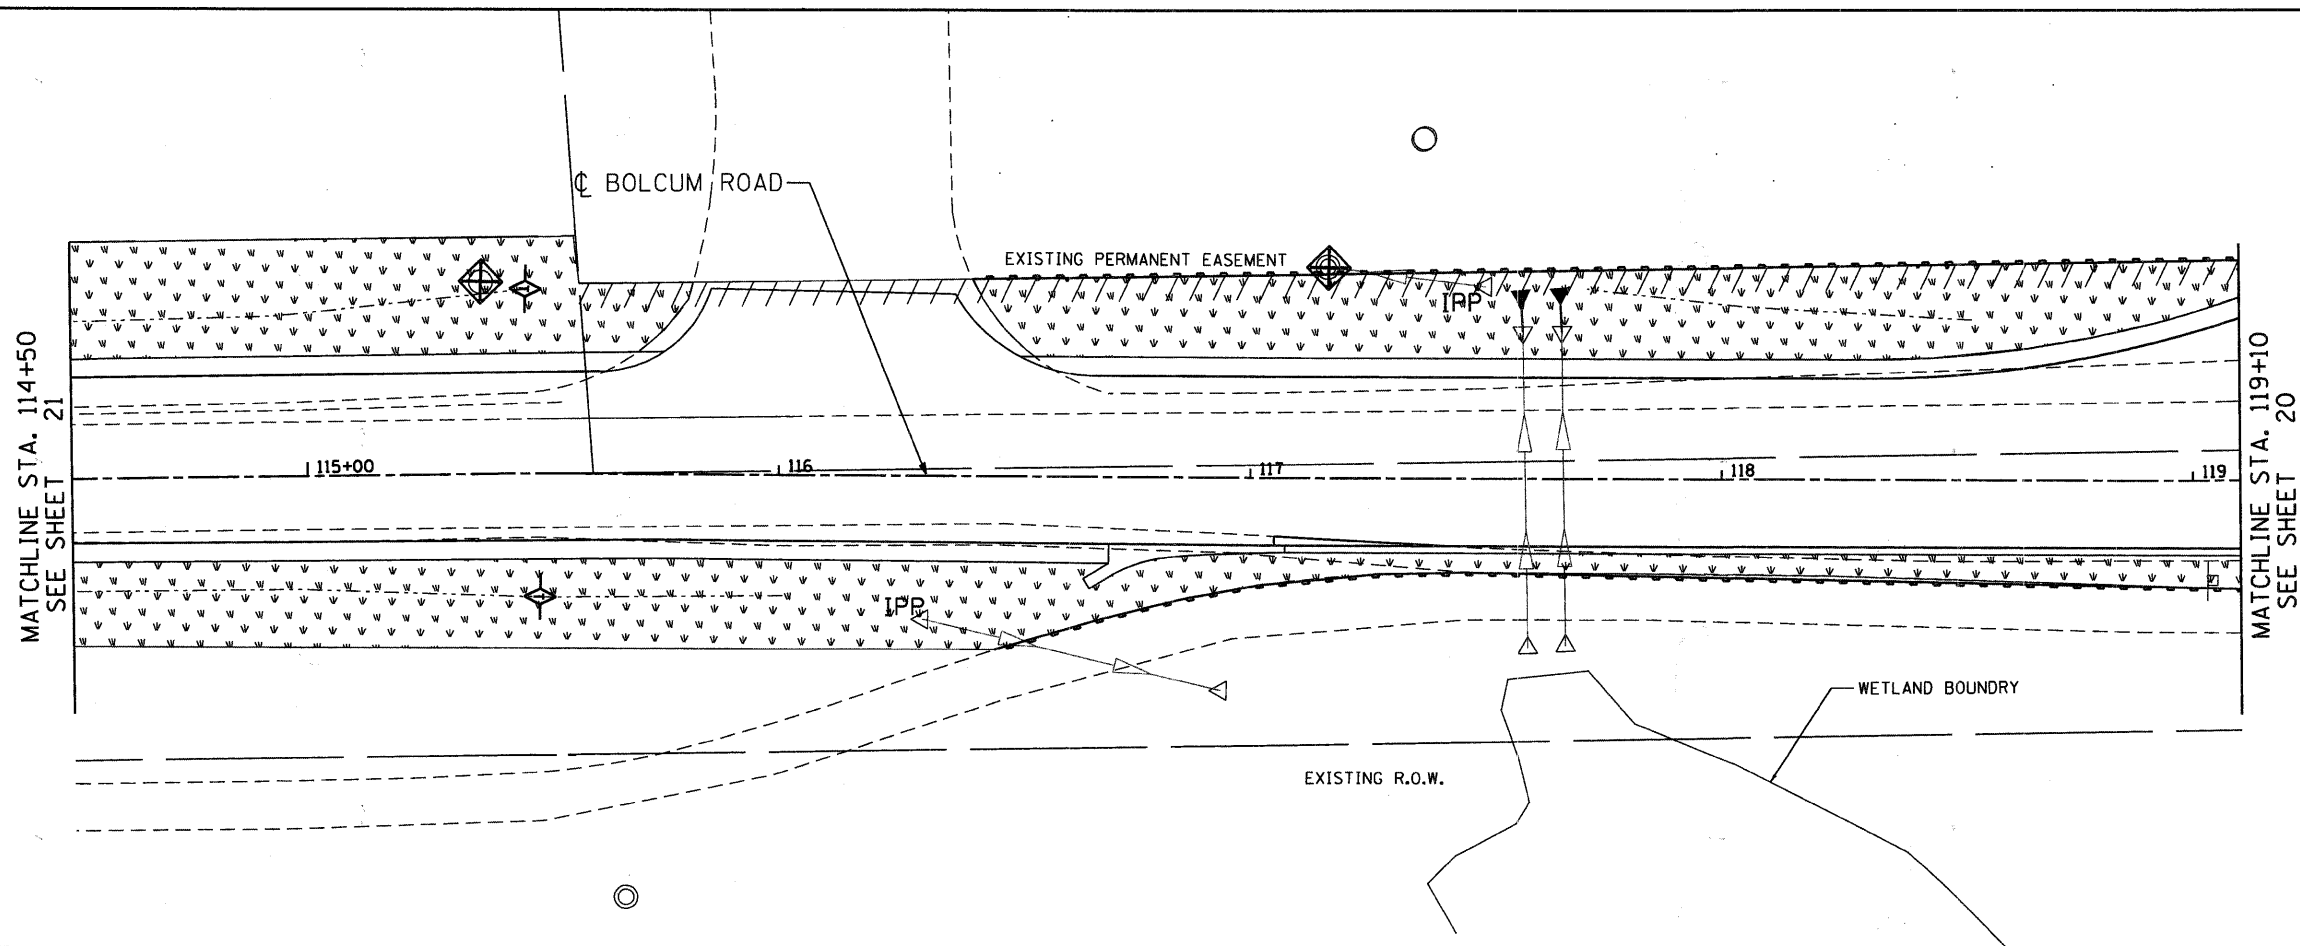 ℄ BOLCUM ROAD
EXISTING PERMANENT EASEMENT
IPP
MATCHLINE STA. 114+50
SEE SHEET 21
115+00
116
117
118
119
MATCHLINE STA. 119+10
SEE SHEET 20
IPP
WETLAND BOUNDRY
EXISTING R.O.W.